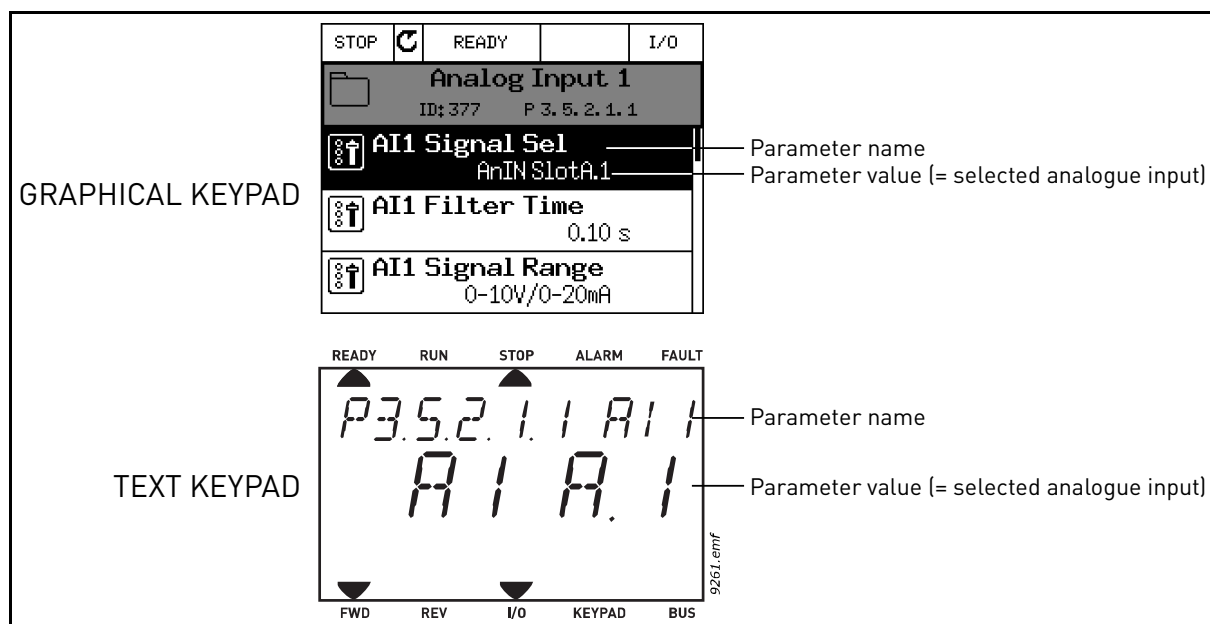 STOP READY I/O
Analog Input 1
ID:377 P 3.5.2.1.1
AI1 Signal Sel
AnIN SlotA.1
Parameter name
Parameter value (= selected analogue input)
GRAPHICAL KEYPAD
AI1 Filter Time
0.10 s
AI1 Signal Range
0-10V/0-20mA
READY RUN STOP ALARM FAULT
P3.5.2.1.1 AI1
Parameter name
TEXT KEYPAD
AI A.1
Parameter value (= selected analogue input)
9261.emf
FWD REV I/O KEYPAD BUS